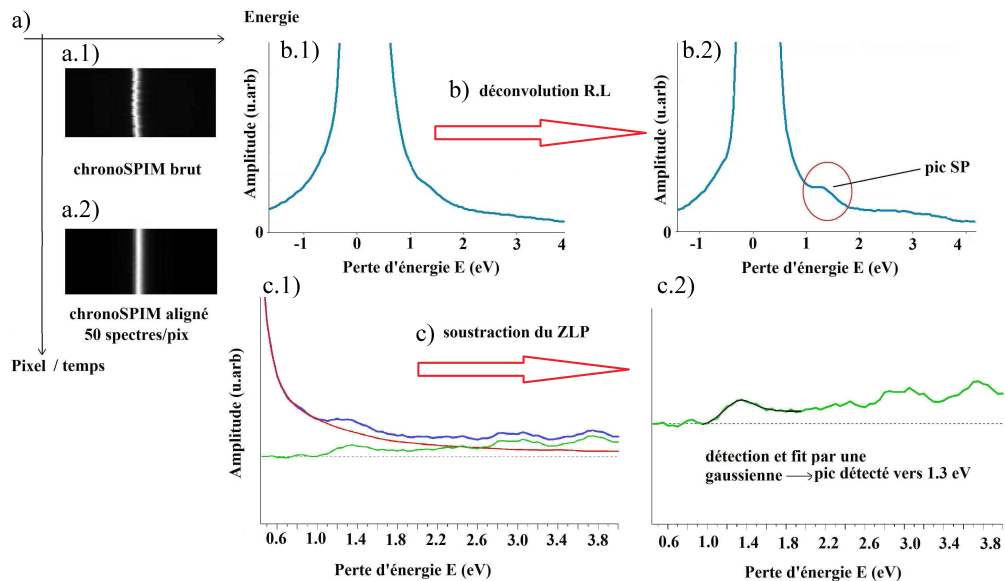 a)
Energie
a.1)
chronoSPIM brut
a.2)
chronoSPIM aligné
50 spectres/pix
Pixel / temps
b.1)
Amplitude (u.arb)
0
-1 0 1 2 3 4
Perte d'énergie E (eV)
b) déconvolution R.L
b.2)
Amplitude (u.arb)
pic SP
0
-1 0 1 2 3 4
Perte d'énergie E (eV)
c.1)
Amplitude (u.arb)
0.6 1.0 1.4 1.8 2.2 2.6 3.0 3.4 3.8
Perte d'énergie E (eV)
c) soustraction du ZLP
c.2)
détection et fit par une
gaussienne → pic détecté vers 1.3 eV
0.6 1.0 1.4 1.8 2.2 2.6 3.0 3.4 3.8
Perte d'énergie E (eV)